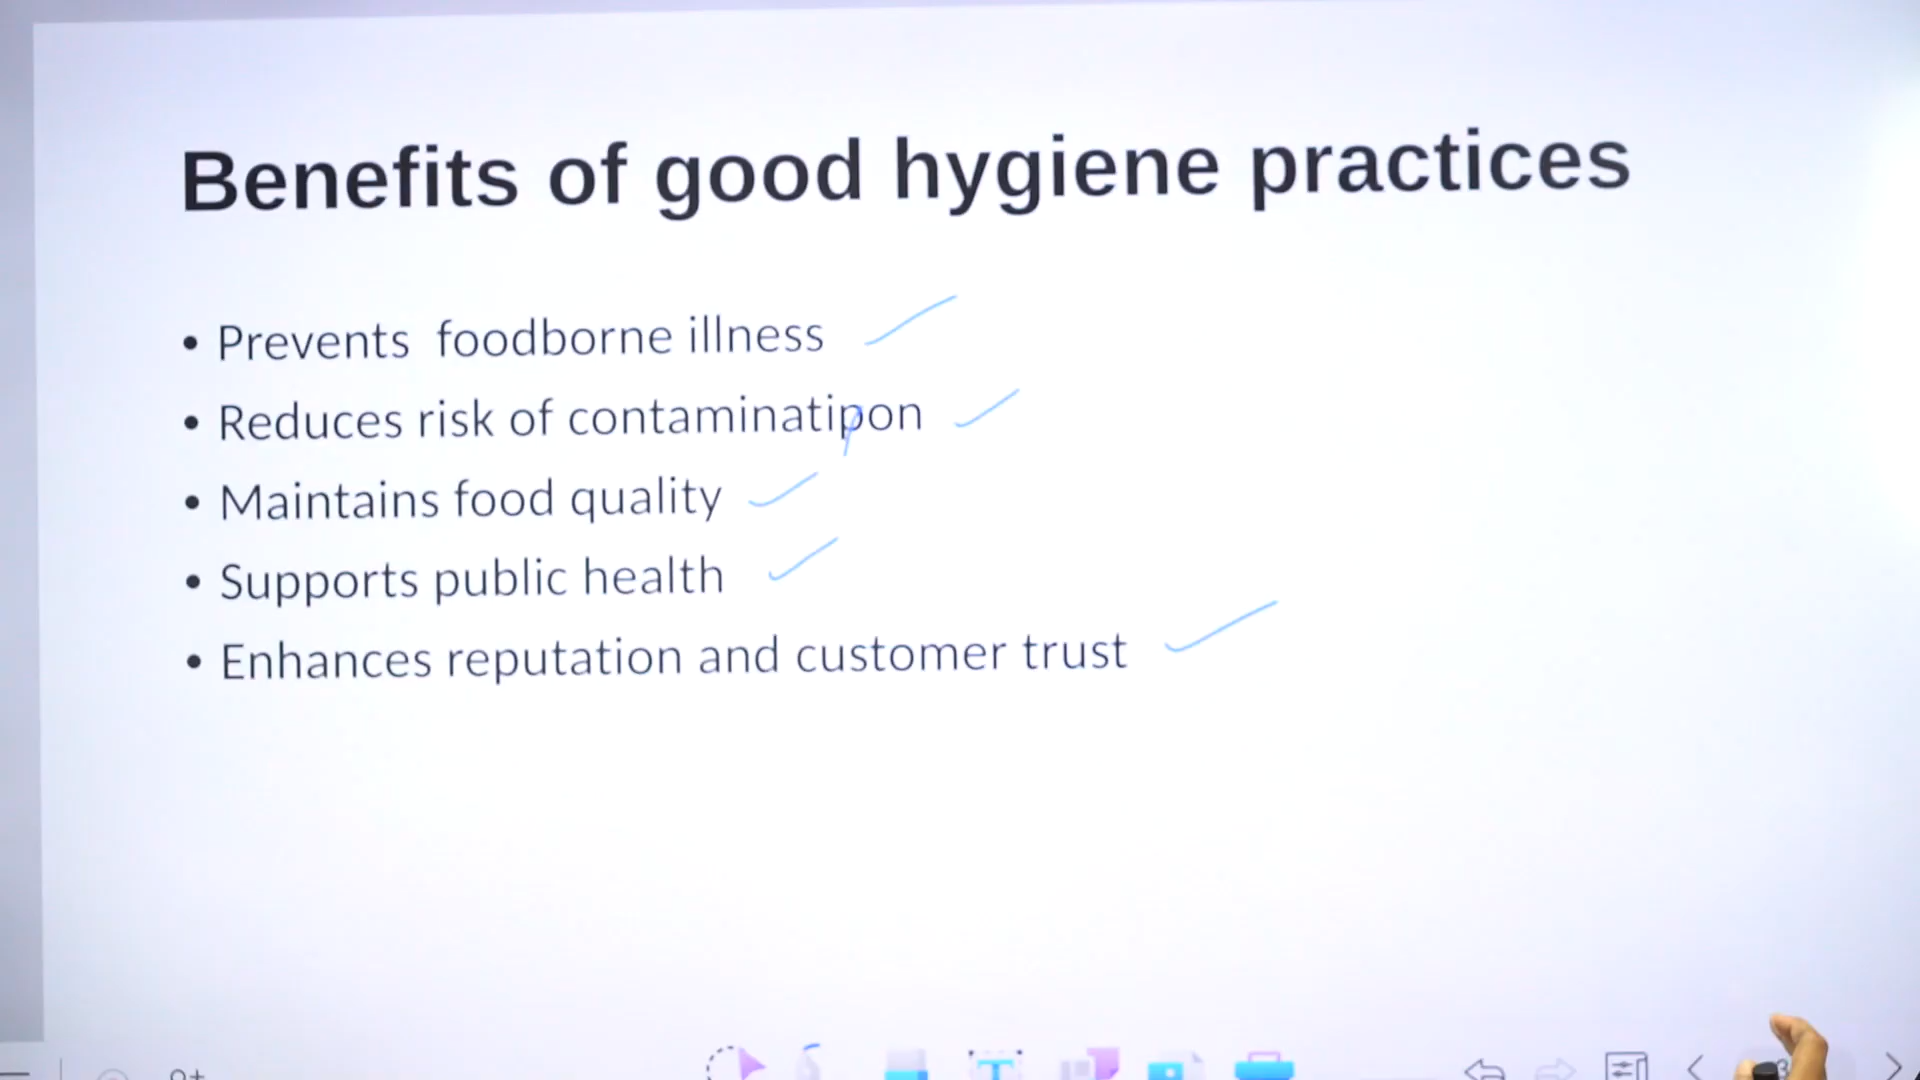 Benefits of good hygiene practices
• Prevents foodborne illness
• Reduces risk of contaminatipon
• Maintains food quality
• Supports public health
• Enhances reputation and customer trust